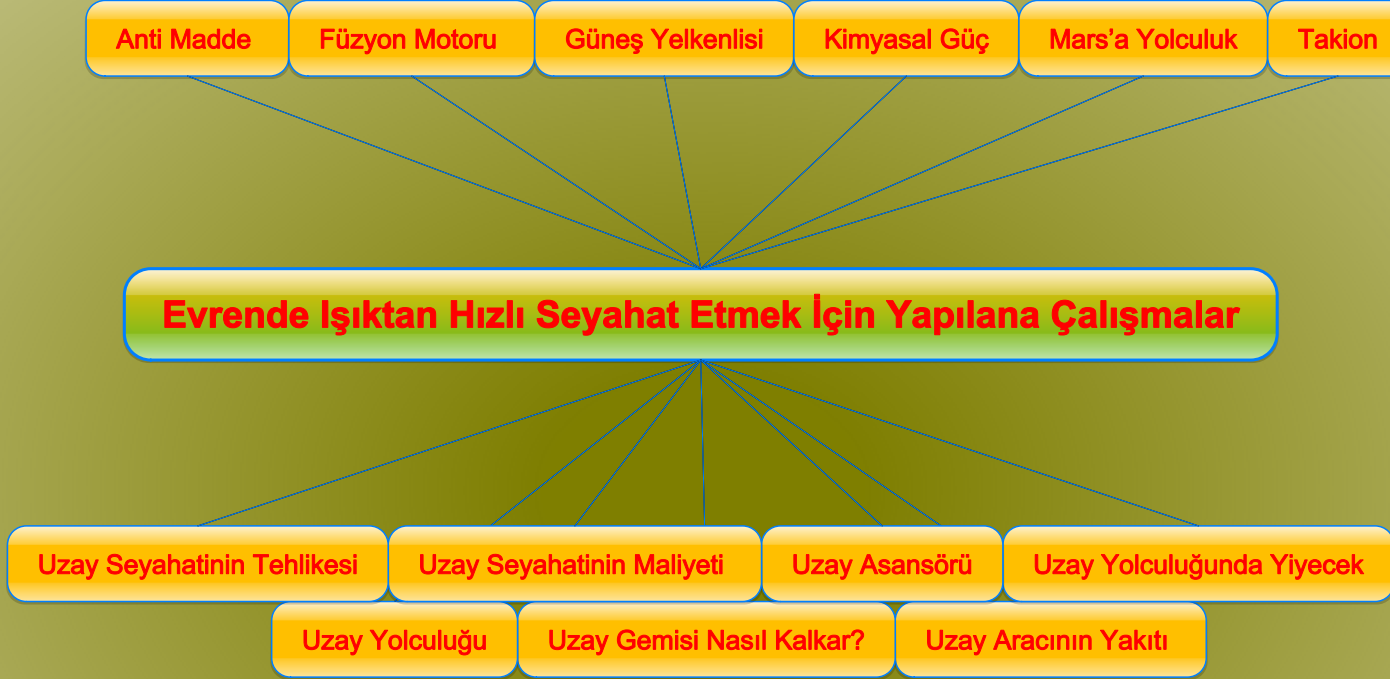 Anti Madde
Füzyon Motoru
Güneş Yelkenlisi
Kimyasal Güç
Mars’a Yolculuk
Takion
Evrende Işıktan Hızlı Seyahat Etmek İçin Yapılana Çalışmalar
Uzay Seyahatinin Tehlikesi
Uzay Seyahatinin Maliyeti
Uzay Asansörü
Uzay Yolculuğunda Yiyecek
Uzay Yolculuğu
Uzay Gemisi Nasıl Kalkar?
Uzay Aracının Yakıtı